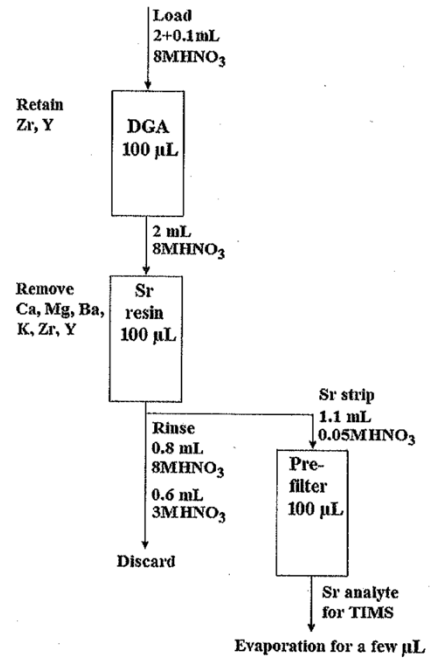 Load
2+0.1mL
8MHNO3
Retain
Zr, Y
DGA
100 µL
2 mL
8MHNO3
Remove
Ca, Mg, Ba,
K, Zr, Y
Sr
resin
100 µL
Sr strip
1.1 mL
0.05MHNO3
Rinse
0.8 mL
8MHNO3
0.6 mL
3MHNO3
Pre-
filter
100 µL
Discard
Sr analyte
for TIMS
Evaporation for a few µL